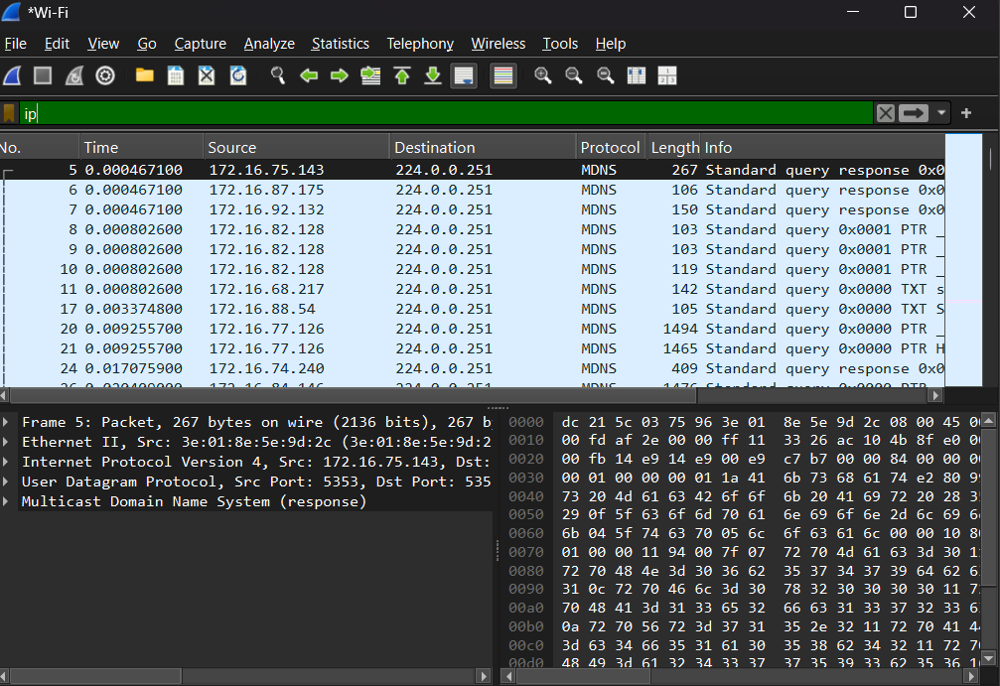 *Wi-Fi
File Edit View Go Capture Analyze Statistics Telephony Wireless Tools Help
ip
No. Time Source Destination Protocol Length Info
5 0.000467100 172.16.75.143 224.0.0.251 MDNS 267 Standard query response 0x0
6 0.000467100 172.16.87.175 224.0.0.251 MDNS 106 Standard query response 0x0
7 0.000467100 172.16.92.132 224.0.0.251 MDNS 150 Standard query response 0x0
8 0.000802600 172.16.82.128 224.0.0.251 MDNS 103 Standard query 0x0001 PTR _
9 0.000802600 172.16.82.128 224.0.0.251 MDNS 103 Standard query 0x0001 PTR _
10 0.000802600 172.16.82.128 224.0.0.251 MDNS 119 Standard query 0x0001 PTR _
11 0.000802600 172.16.68.217 224.0.0.251 MDNS 142 Standard query 0x0000 TXT s
17 0.003374800 172.16.88.54 224.0.0.251 MDNS 105 Standard query 0x0000 TXT S
20 0.009255700 172.16.77.126 224.0.0.251 MDNS 1494 Standard query 0x0000 PTR _
21 0.009255700 172.16.77.126 224.0.0.251 MDNS 1465 Standard query 0x0000 PTR H
24 0.017075900 172.16.74.240 224.0.0.251 MDNS 409 Standard query response 0x0
Frame 5: Packet, 267 bytes on wire (2136 bits), 267 b
Ethernet II, Src: 3e:01:8e:5e:9d:2c (3e:01:8e:5e:9d:2
Internet Protocol Version 4, Src: 172.16.75.143, Dst:
User Datagram Protocol, Src Port: 5353, Dst Port: 535
Multicast Domain Name System (response)
0000 dc 21 5c 03 75 96 3e 01 8e 5e 9d 2c 08 00 45 00
0010 00 fd af 2e 00 00 ff 11 33 26 ac 10 4b 8f e0 00
0020 00 fb 14 e9 14 e9 00 e9 c7 b7 00 00 84 00 00 00
0030 00 01 00 00 00 01 1a 41 6b 73 68 61 74 e2 80 99
0040 73 20 4d 61 63 42 6f 6f 6b 20 41 69 72 20 28 3
0050 29 0f 5f 63 6f 6d 70 61 6e 69 6f 6e 2d 6c 69 6
0060 6b 04 5f 74 63 70 05 6c 6f 63 61 6c 00 00 10 80
0070 01 00 00 11 94 00 7f 07 72 70 4d 61 63 3d 30 1
0080 72 70 48 4e 3d 30 36 62 35 37 34 37 39 64 62 6
0090 31 0c 72 70 46 6c 3d 30 78 32 30 30 30 30 11 7
00a0 70 48 41 3d 31 33 65 32 66 63 31 33 37 32 33 6
00b0 0a 72 70 56 72 3d 37 31 35 2e 32 11 72 70 41 4
00c0 3d 63 34 66 35 31 61 30 35 38 62 34 32 11 72 70
00d0 48 49 3d 61 32 34 33 37 37 35 39 33 62 35 36 1